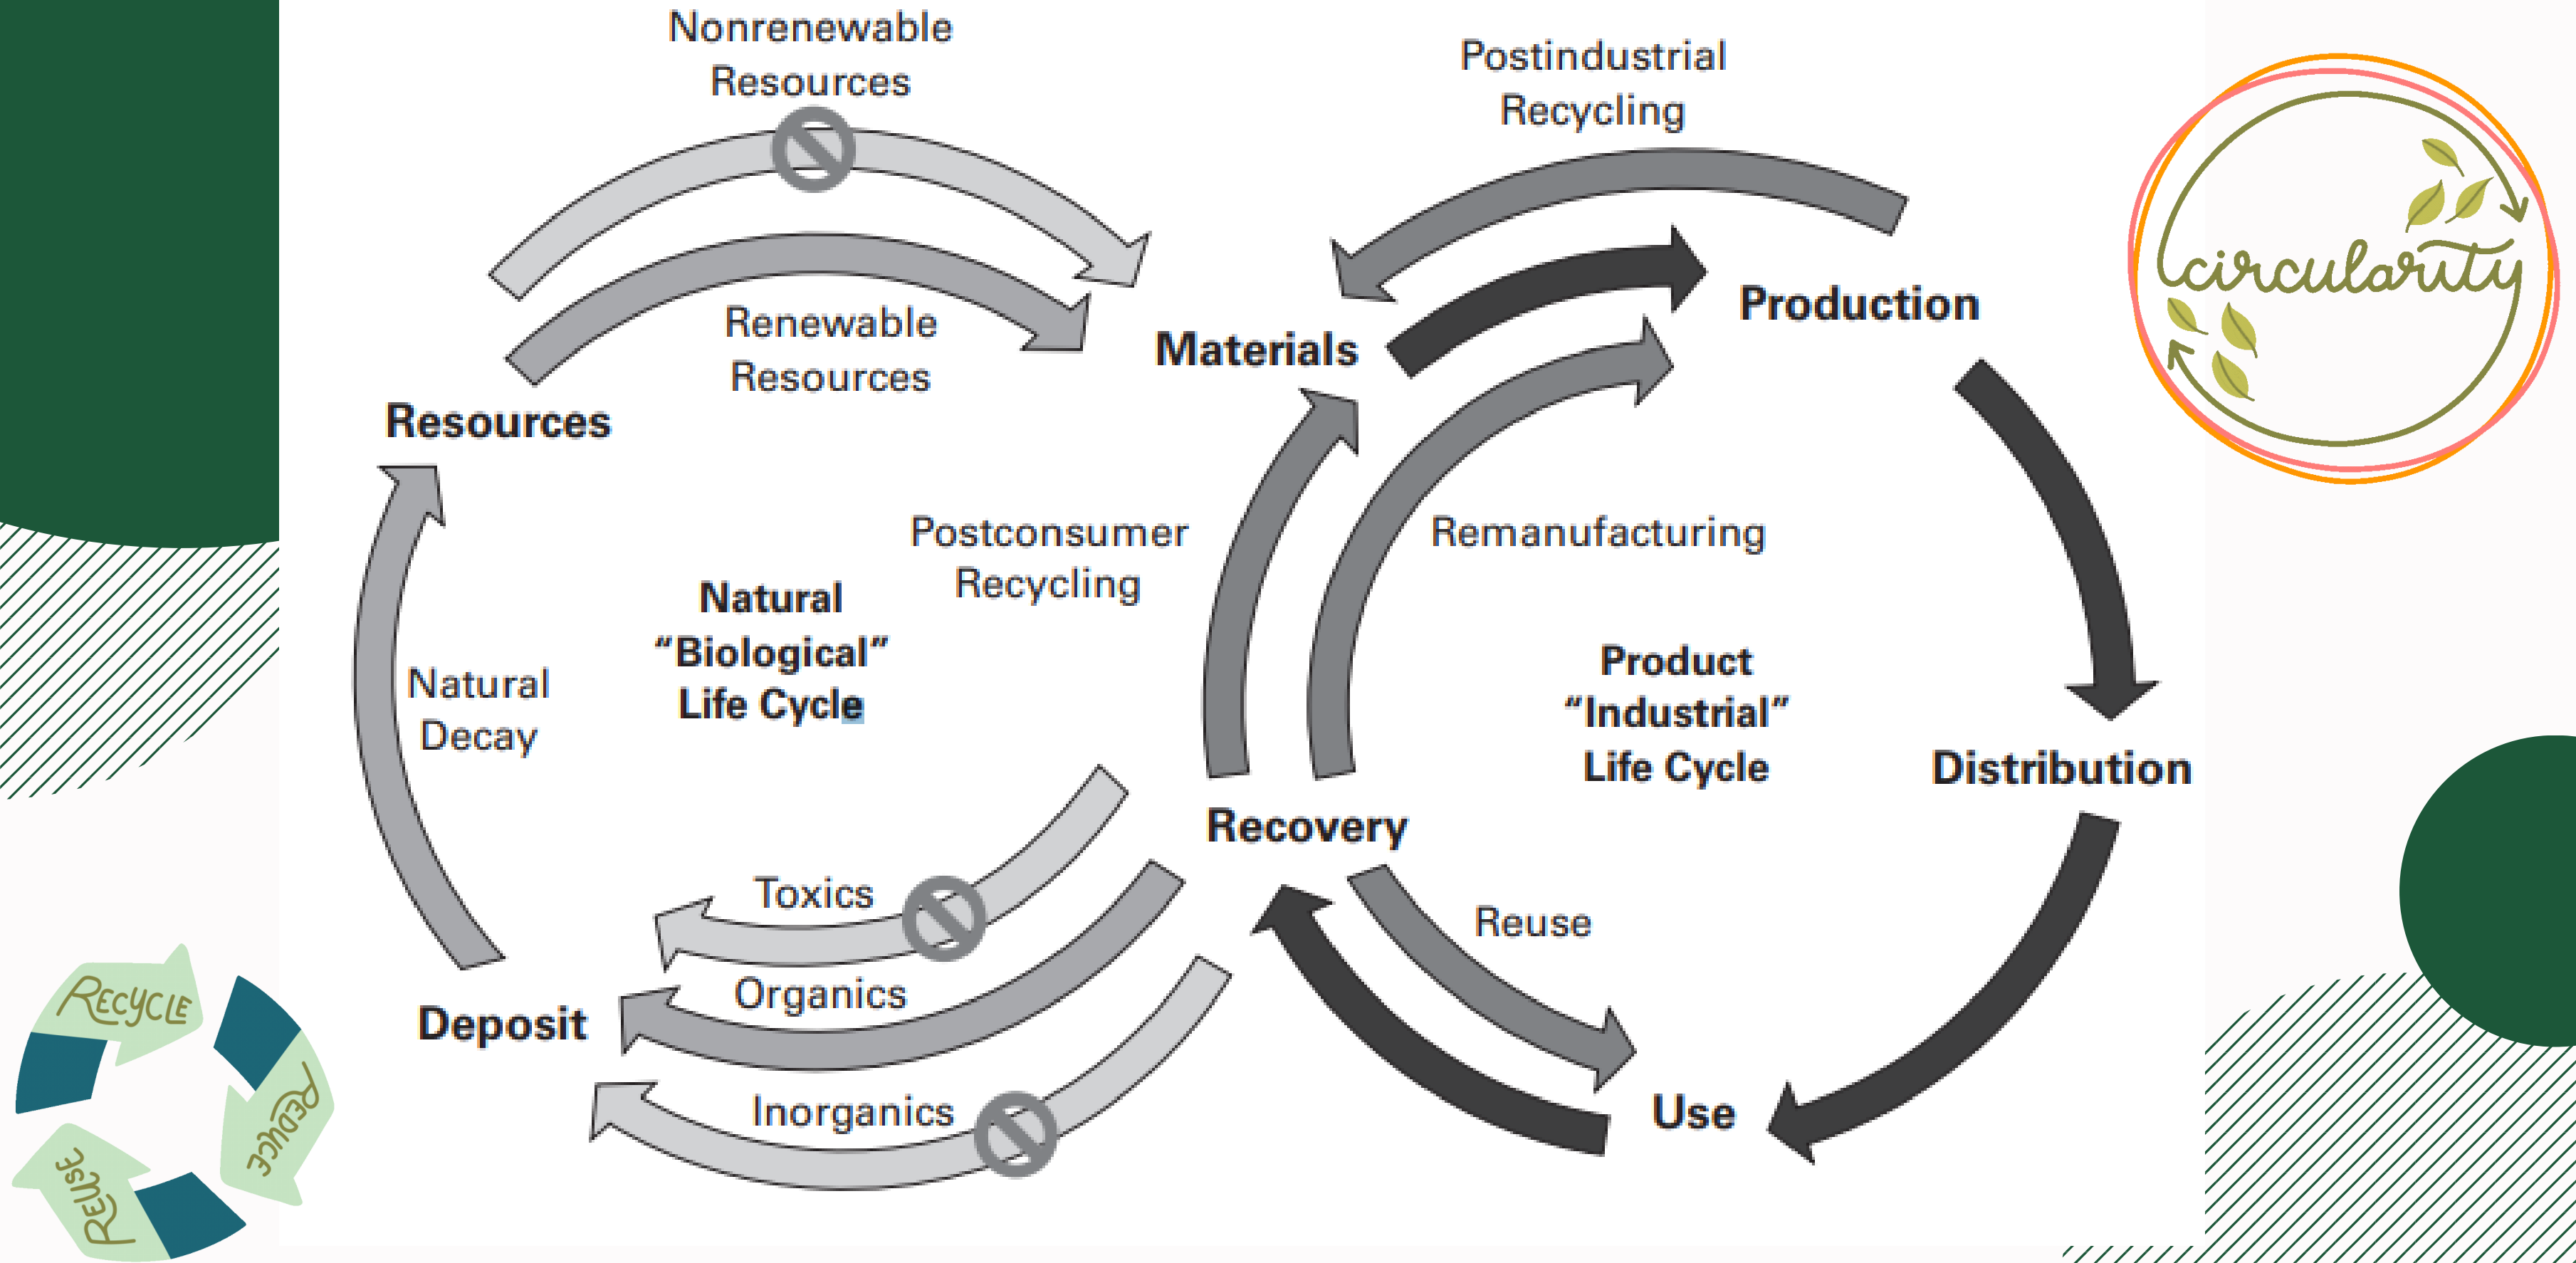 Nonrenewable
Resources
Postindustrial
Recycling
circularity
Renewable
Resources
Materials
Production
Resources
Postconsumer
Recycling
Remanufacturing
Natural
“Biological”
Life Cycle
Natural
Decay
Product
“Industrial”
Life Cycle
Distribution
Recovery
Toxics
Reuse
Organics
Deposit
Inorganics
Use
RECYCLE
REDUCE
REUSE